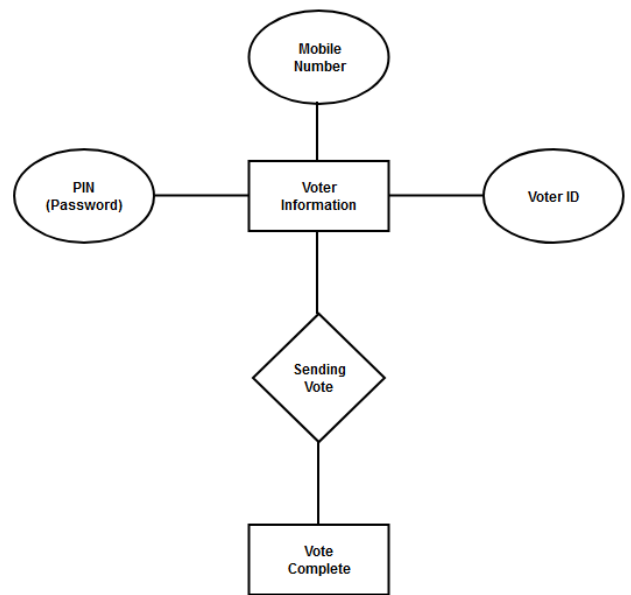 Mobile
Number
PIN
(Password)
Voter
Information
Voter ID
Sending
Vote
Vote
Complete